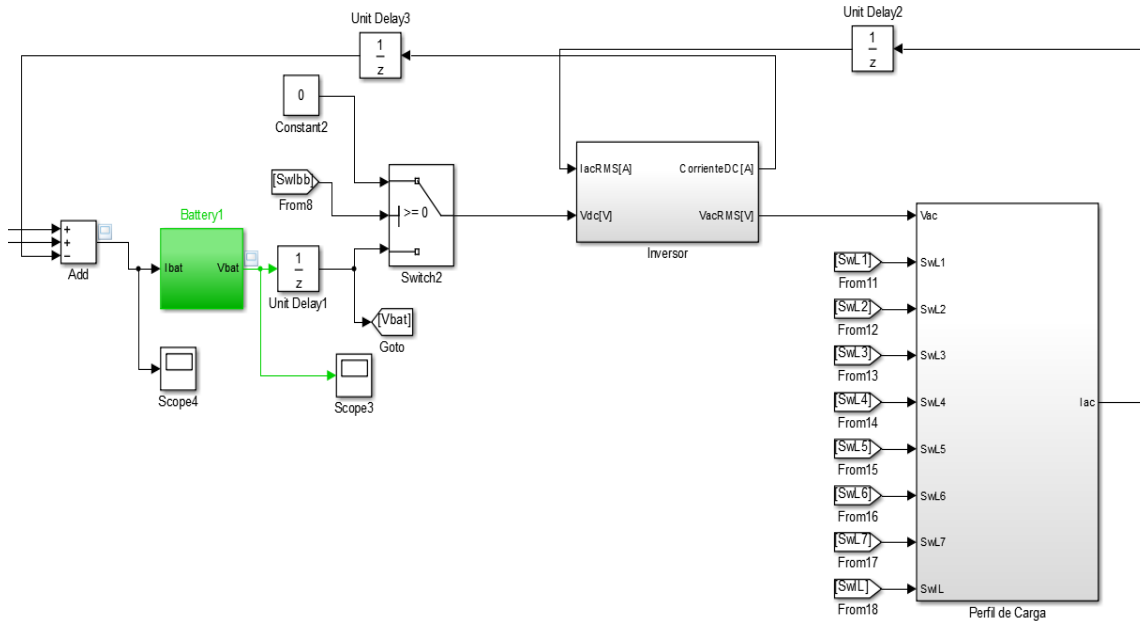 Unit Delay3
Unit Delay2
1
z
1
z
0
Constant2
[SwIbb]
From8
>= 0
Switch2
IacRMS[A]
CorrienteDC[A]
Vdc[V]
VacRMS[V]
Inversor
Battery1
+
+
−
Add
Ibat
Vbat
1
z
Unit Delay1
[Vbat]
Goto
Scope4
Scope3
Vac
[SwL1]
SwL1
From11
[SwL2]
SwL2
From12
[SwL3]
SwL3
From13
[SwL4]
SwL4
Iac
From14
[SwL5]
SwL5
From15
[SwL6]
SwL6
From16
[SwL7]
SwL7
From17
[SwIL]
SwIL
From18
Perfil de Carga